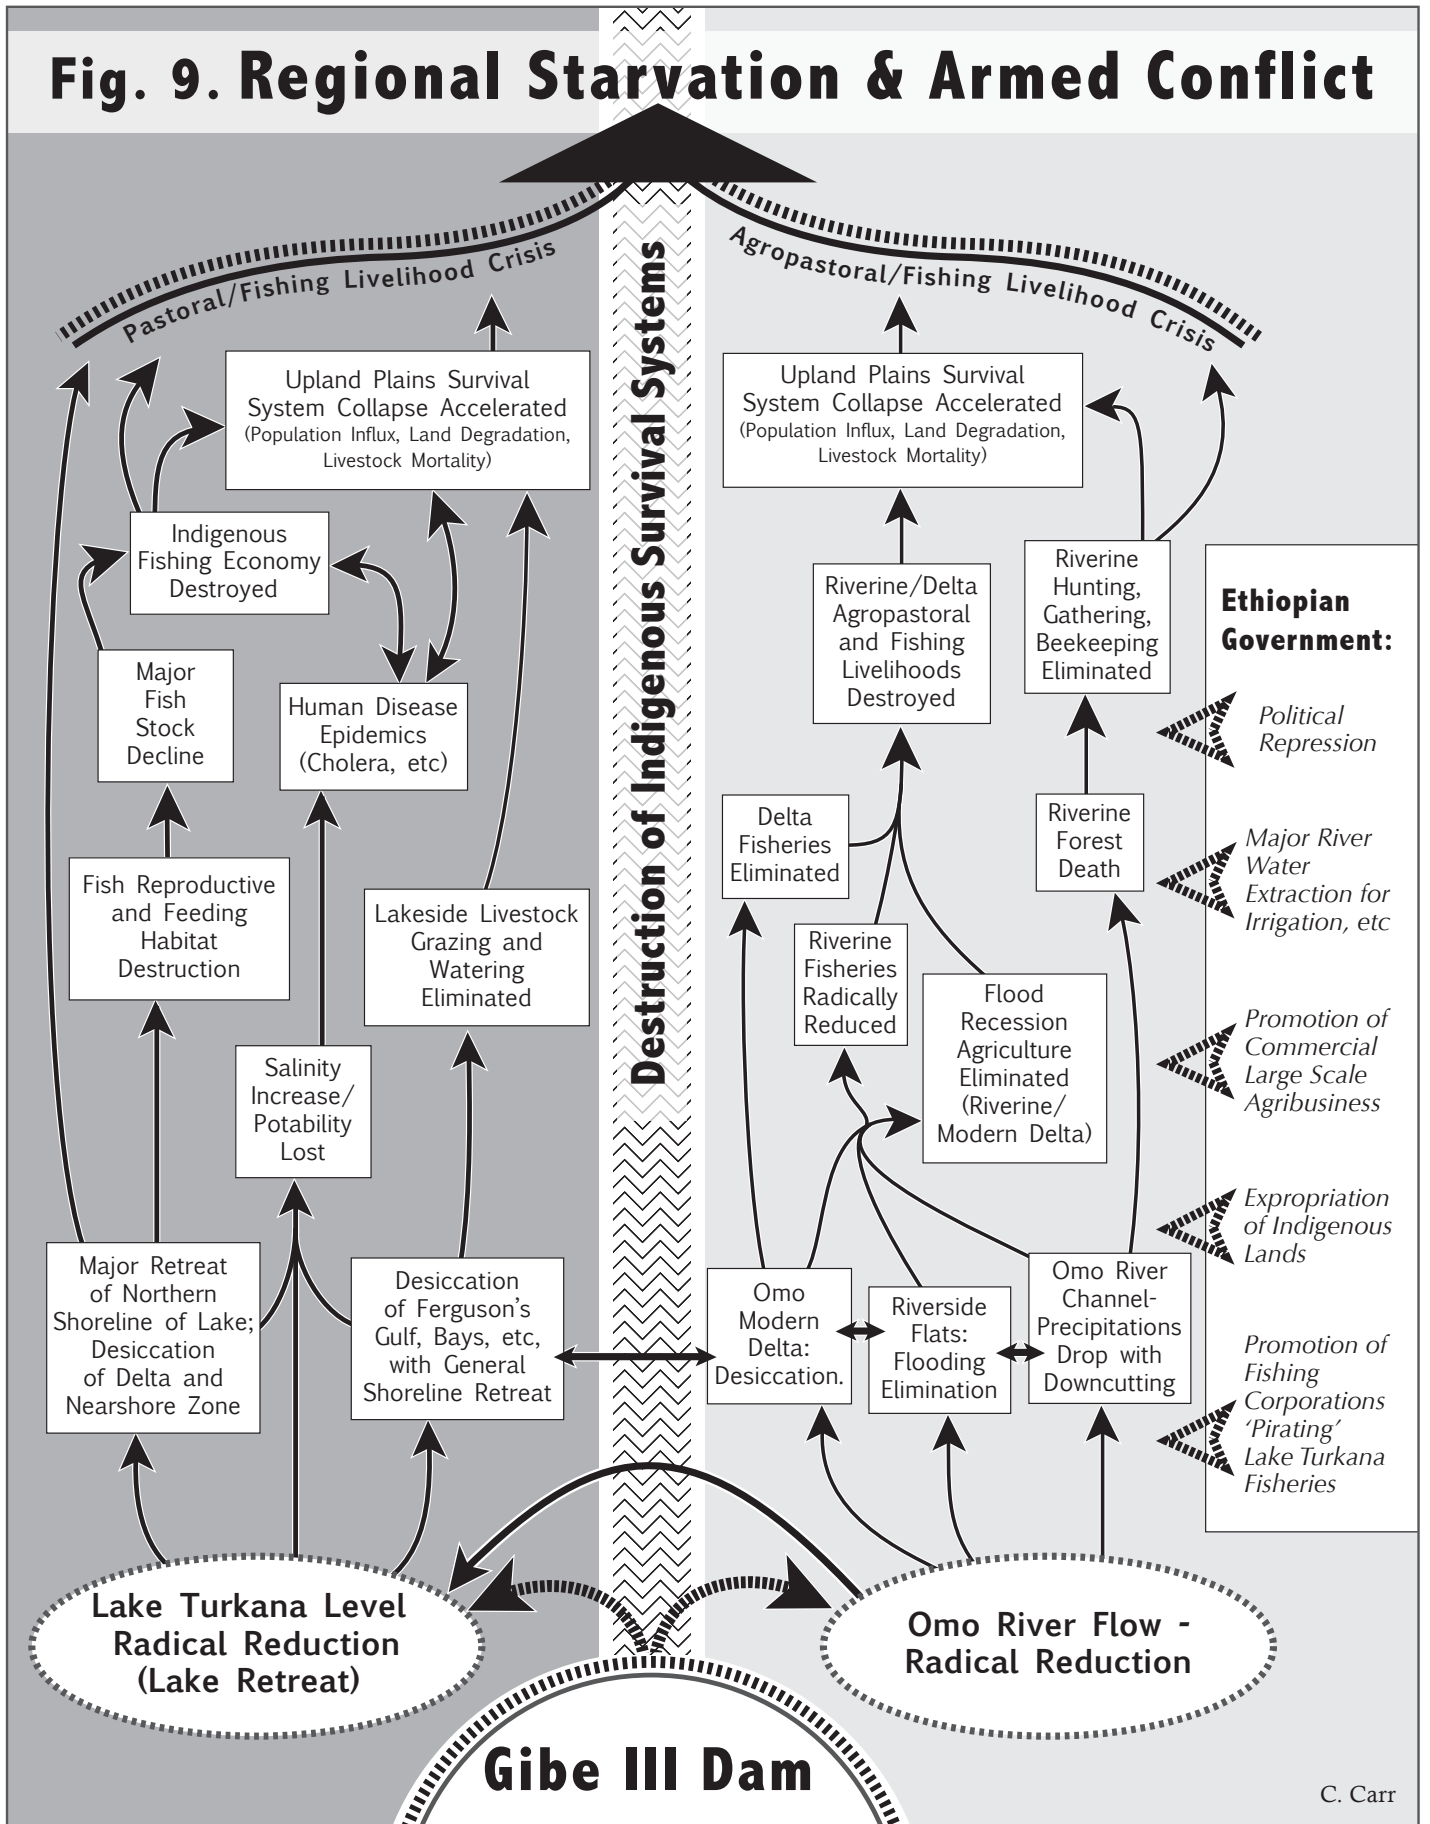 Fig. 9. Regional Starvation & Armed Conflict
Pastoral/Fishing Livelihood Crisis
Agropastoral/Fishing Livelihood Crisis
Destruction of Indigenous Survival Systems
Upland Plains Survival
System Collapse Accelerated
(Population Influx, Land Degradation,
Livestock Mortality)
Indigenous
Fishing Economy
Destroyed
Major
Fish
Stock
Decline
Human Disease
Epidemics
(Cholera, etc)
Fish Reproductive
and Feeding
Habitat
Destruction
Lakeside Livestock
Grazing and
Watering
Eliminated
Salinity
Increase/
Potability
Lost
Major Retreat
of Northern
Shoreline of Lake;
Desiccation
of Delta and
Nearshore Zone
Desiccation
of Ferguson's
Gulf, Bays, etc,
with General
Shoreline Retreat
Lake Turkana Level
Radical Reduction
(Lake Retreat)
Upland Plains Survival
System Collapse Accelerated
(Population Influx, Land Degradation,
Livestock Mortality)
Riverine/Delta
Agropastoral
and Fishing
Livelihoods
Destroyed
Riverine
Hunting,
Gathering,
Beekeeping
Eliminated
Delta
Fisheries
Eliminated
Riverine
Forest
Death
Riverine
Fisheries
Radically
Reduced
Flood
Recession
Agriculture
Eliminated
(Riverine/
Modern Delta)
Omo
Modern
Delta:
Desiccation.
Riverside
Flats:
Flooding
Elimination
Omo River
Channel-
Precipitations
Drop with
Downcutting
Omo River Flow -
Radical Reduction
Ethiopian
Government:
Political
Repression
Major River
Water
Extraction for
Irrigation, etc
Promotion of
Commercial
Large Scale
Agribusiness
Expropriation
of Indigenous
Lands
Promotion of
Fishing
Corporations
'Pirating'
Lake Turkana
Fisheries
Gibe III Dam
C. Carr